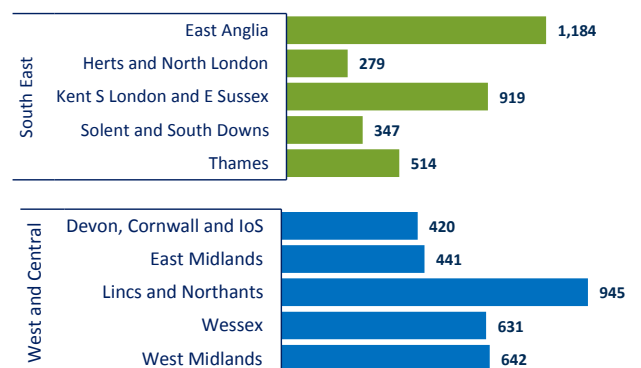 South East
East Anglia 1,184
Herts and North London 279
Kent S London and E Sussex 919
Solent and South Downs 347
Thames 514
West and Central
Devon, Cornwall and IoS 420
East Midlands 441
Lincs and Northants 945
Wessex 631
West Midlands 642